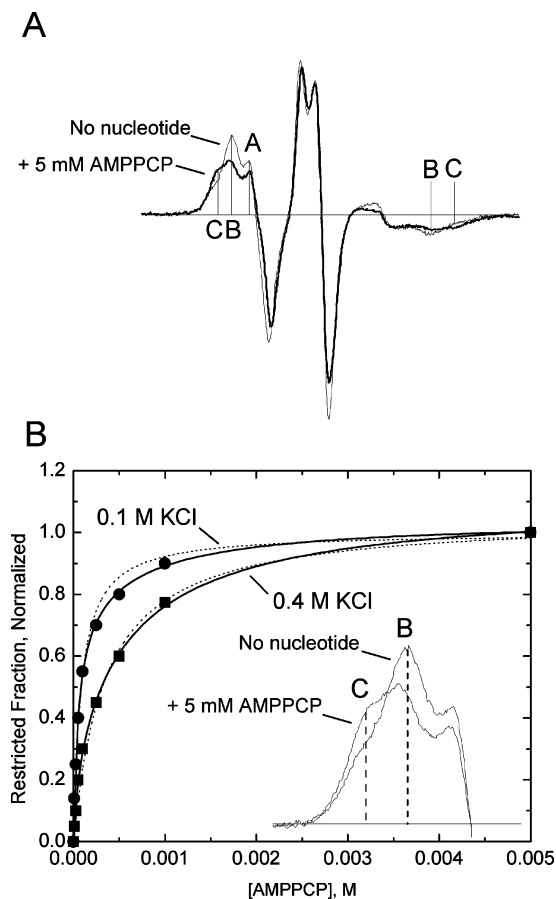 A
No nucleotide
A
+ 5 mM AMPPCP
B C
C B
B
1.2
1.0
0.8
0.6
0.4
0.2
0.0
Restricted Fraction, Normalized
0.1 M KCl
0.4 M KCl
No nucleotide
B
C
+ 5 mM AMPPCP
0.000 0.001 0.002 0.003 0.004 0.005
[AMPPCP], M